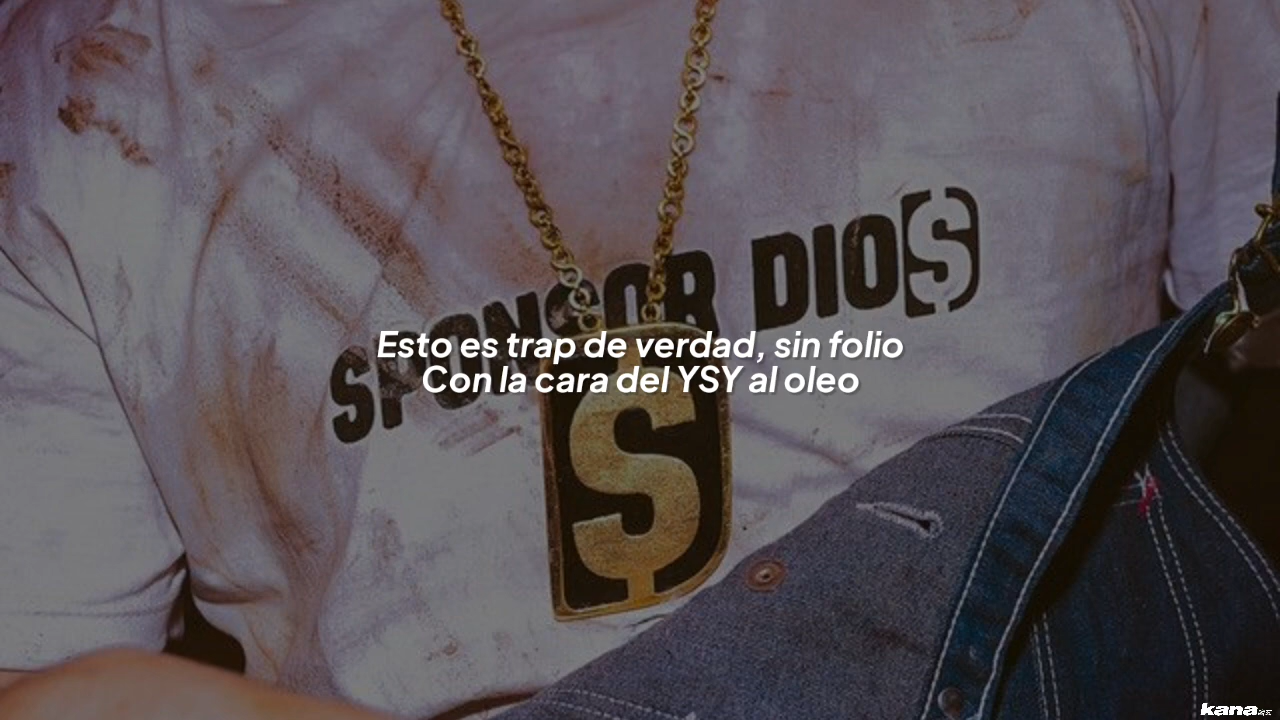 SPONSOR DIO$
Esto es trap de verdad, sin folio
Con la cara del YSY al oleo
$
kana